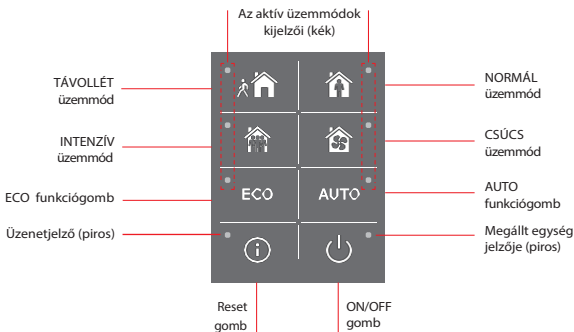 Az aktív üzemmódok
kijelzői (kék)
TÁVOLLÉT
üzemmód
NORMÁL
üzemmód
INTENZÍV
üzemmód
CSÚCS
üzemmód
ECO funkciógomb
ECO
AUTO
AUTO
funkciógomb
Üzenetjelző (piros)
Megállt egység
jelzője (piros)
Reset
gomb
ON/OFF
gomb